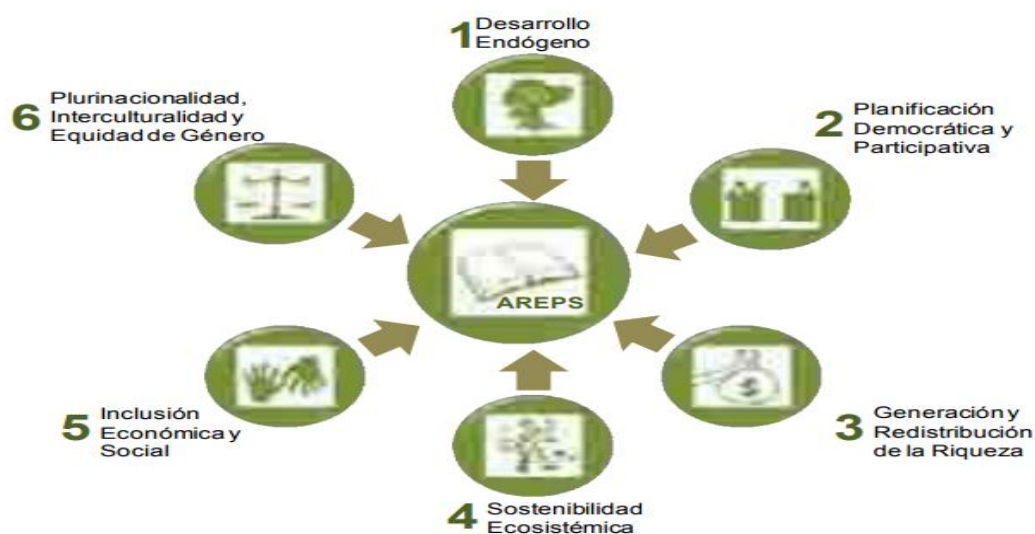 1 Desarrollo
Endógeno
6 Plurinacionalidad,
Interculturalidad y
Equidad de Género
2 Planificación
Democrática y
Participativa
AREPS
5 Inclusión
Económica y
Social
3 Generación y
Redistribución
de la Riqueza
4 Sostenibilidad
Ecosistémica
$